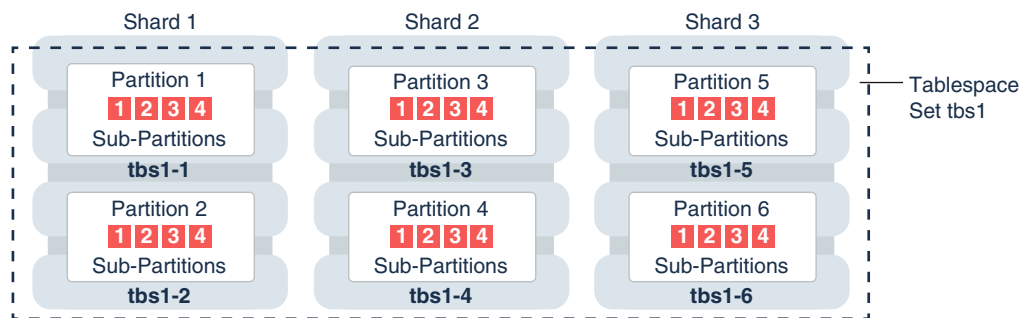 Shard 1
Shard 2
Shard 3
Partition 1
1 2 3 4
Sub-Partitions
tbs1-1
Partition 3
1 2 3 4
Sub-Partitions
tbs1-3
Partition 5
1 2 3 4
Sub-Partitions
tbs1-5
Tablespace
Set tbs1
Partition 2
1 2 3 4
Sub-Partitions
tbs1-2
Partition 4
1 2 3 4
Sub-Partitions
tbs1-4
Partition 6
1 2 3 4
Sub-Partitions
tbs1-6